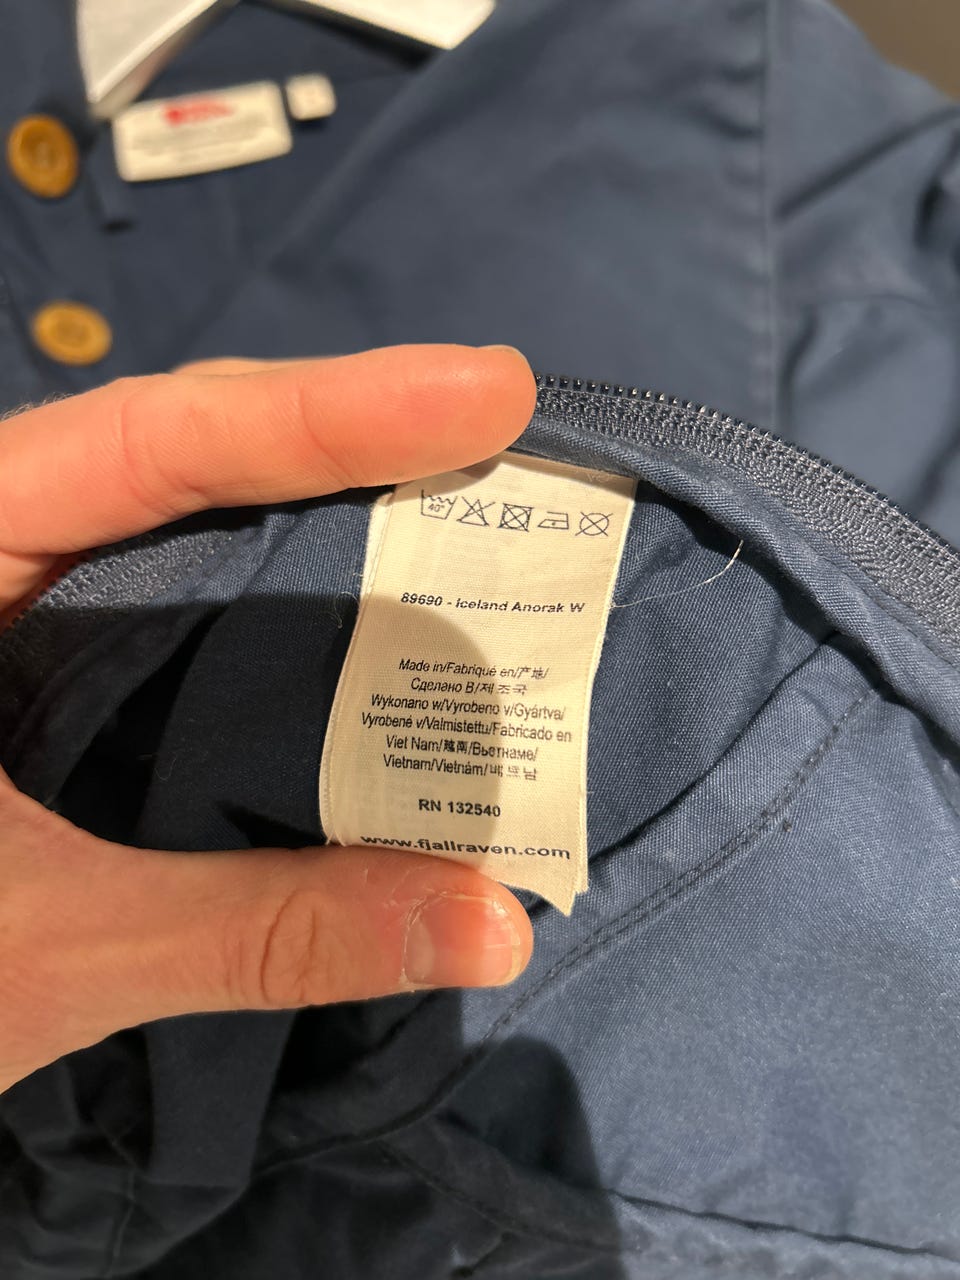 40°
89690 - Iceland Anorak W
Made in/Fabriqué en/产地/
Сделано В/제조국
Wykonano w/Vyrobeno v/Gyártva/
Vyrobené v/Valmistettu/Fabricado en
Viet Nam/越南/Вьетнаме/
Vietnam/Vietnám/베트남
RN 132540
www.fjallraven.com